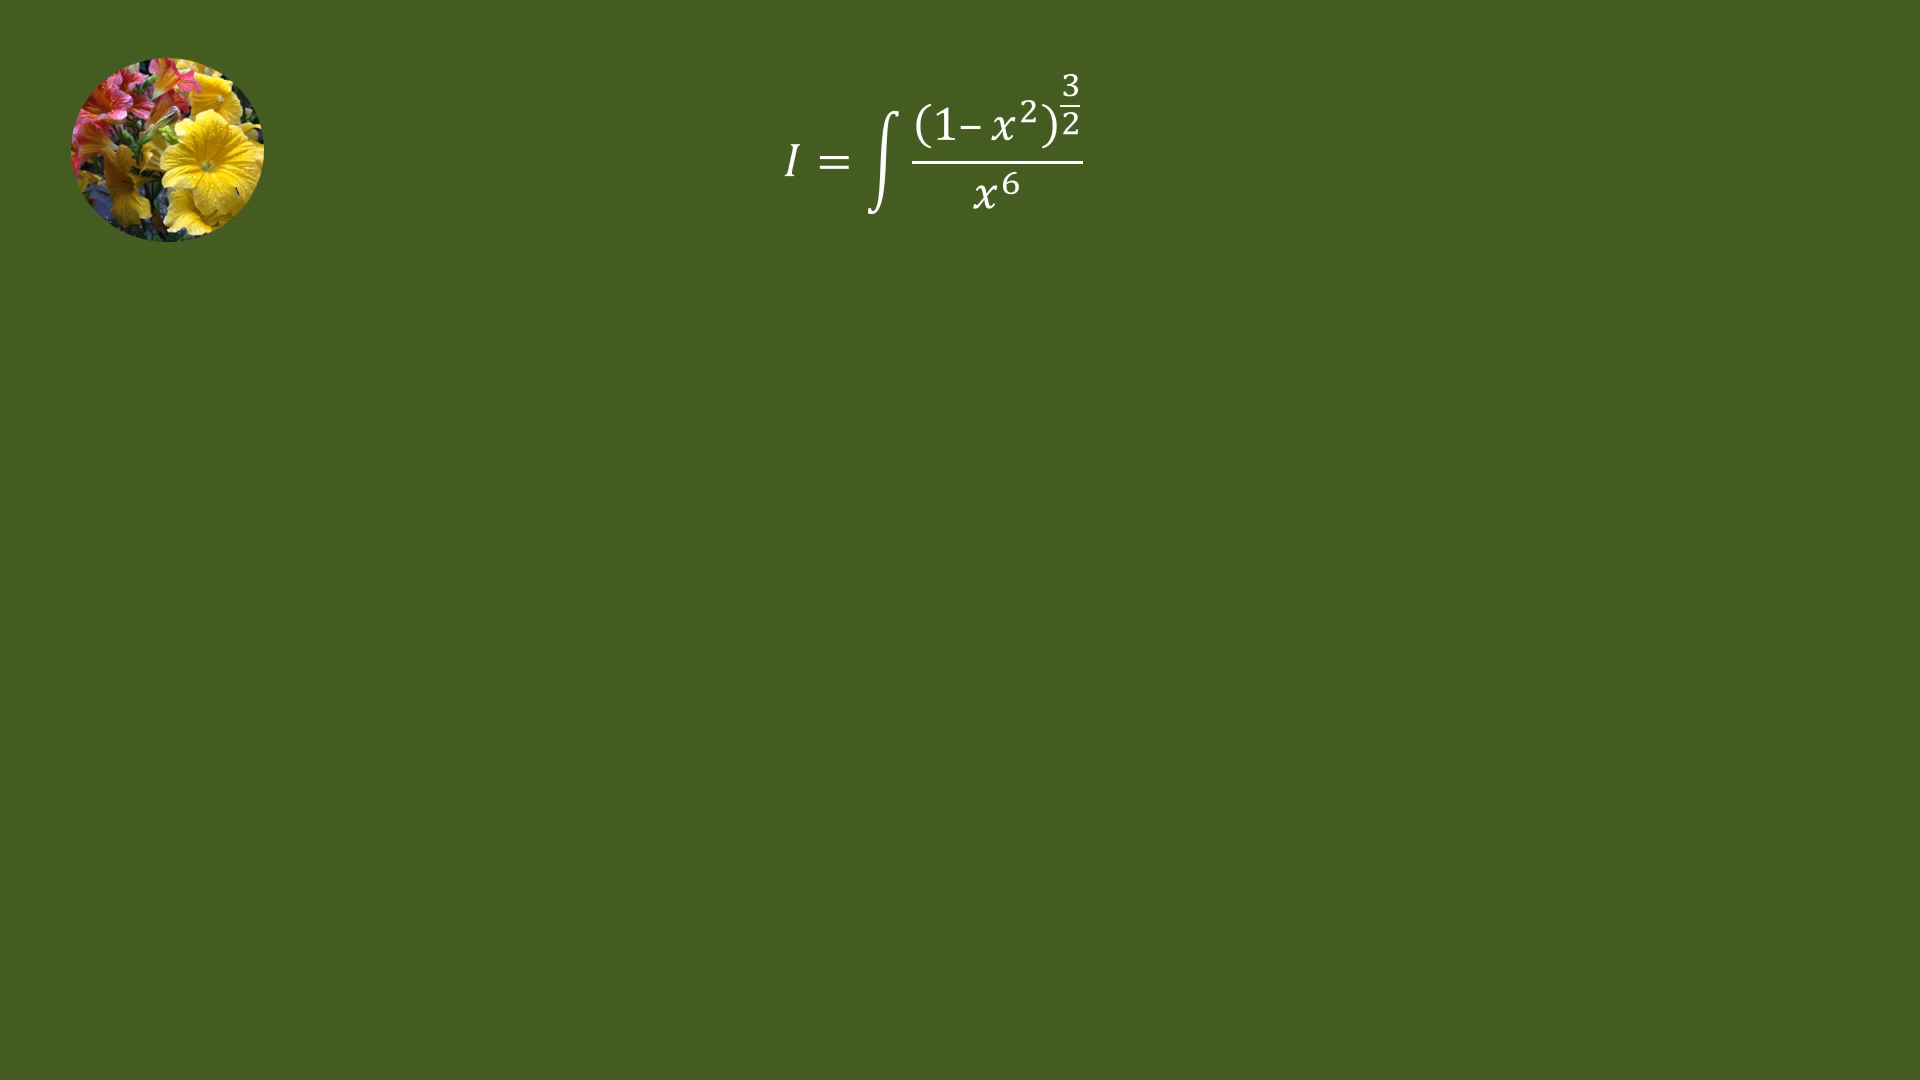 I = ∫ (1– x²)^(3/2) / x⁶